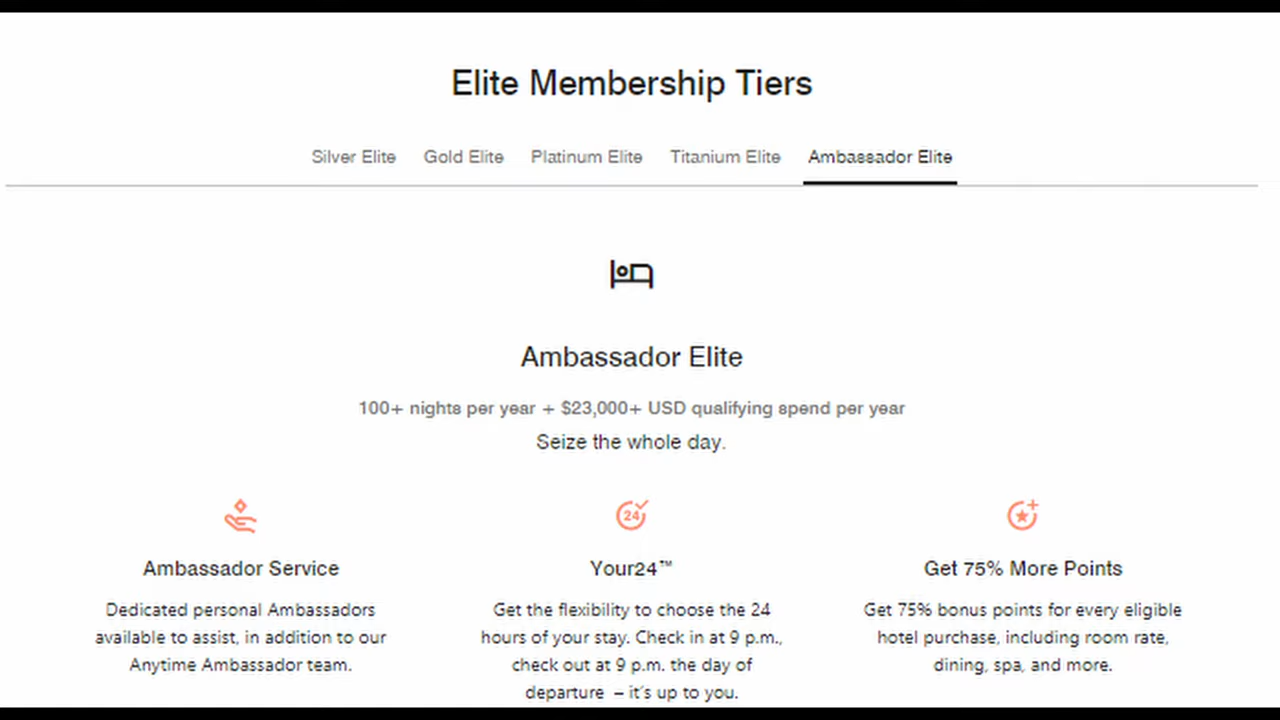 Elite Membership Tiers
Silver Elite Gold Elite Platinum Elite Titanium Elite Ambassador Elite
Ambassador Elite
100+ nights per year + $23,000+ USD qualifying spend per year
Seize the whole day.
Ambassador Service
Dedicated personal Ambassadors
available to assist, in addition to our
Anytime Ambassador team.
24
Your24™
Get the flexibility to choose the 24
hours of your stay. Check in at 9 p.m.,
check out at 9 p.m. the day of
departure – it's up to you.
Get 75% More Points
Get 75% bonus points for every eligible
hotel purchase, including room rate,
dining, spa, and more.